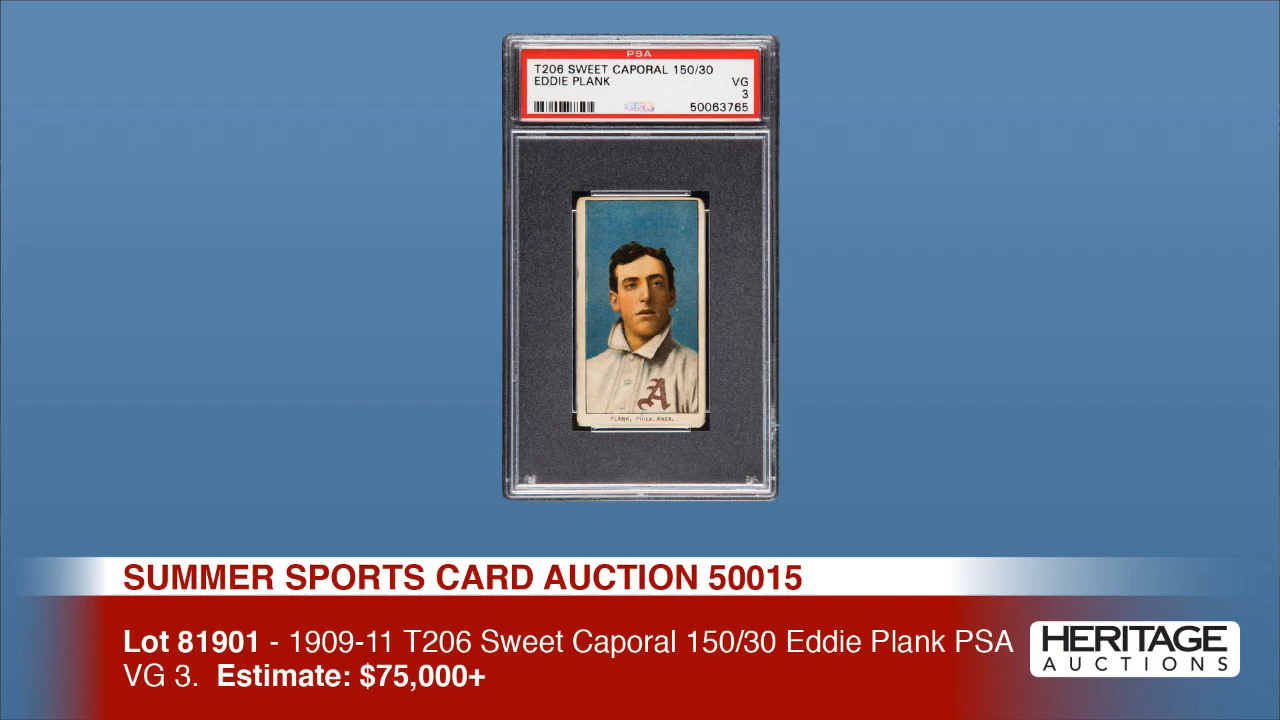 PSA
T206 SWEET CAPORAL 150/30
EDDIE PLANK VG
3
50063765
A
PLANK, PHILA. AMER.
SUMMER SPORTS CARD AUCTION 50015
Lot 81901 - 1909-11 T206 Sweet Caporal 150/30 Eddie Plank PSA
VG 3. Estimate: $75,000+
HERITAGE
AUCTIONS